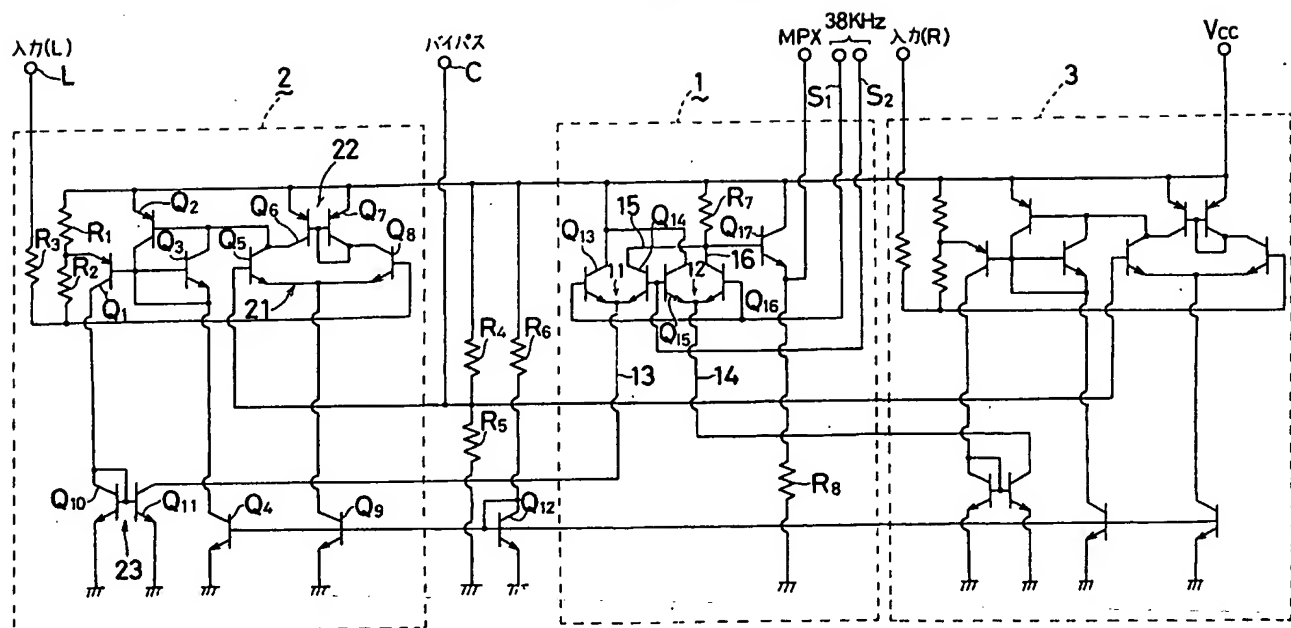 入力(L)
L
バイパス
C
MPX
38KHz
S1
S2
入力(R)
Vcc
2
1
3
22
R3
R1
R2
Q1
Q2
Q3
Q5
Q6
Q7
Q8
21
R4
R6
R5
Q13
15
Q14
R7
Q17
16
11
12
Q16
Q15
13
14
R8
Q10
Q11
23
Q4
Q9
Q12